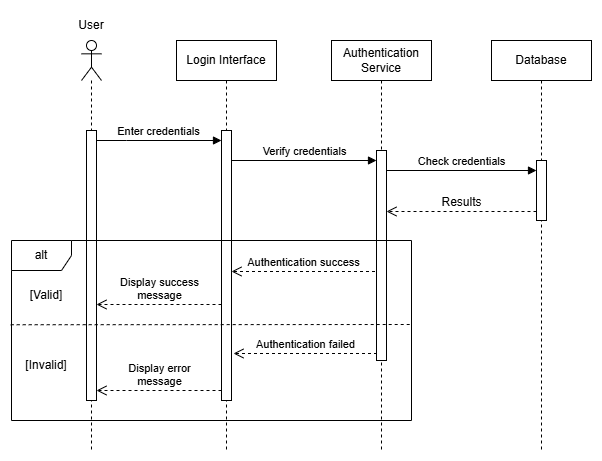 User
Login Interface
Authentication
Service
Database
Enter credentials
Verify credentials
Check credentials
Results
alt
Authentication success
[Valid]
Display success
message
Authentication failed
[Invalid]
Display error
message